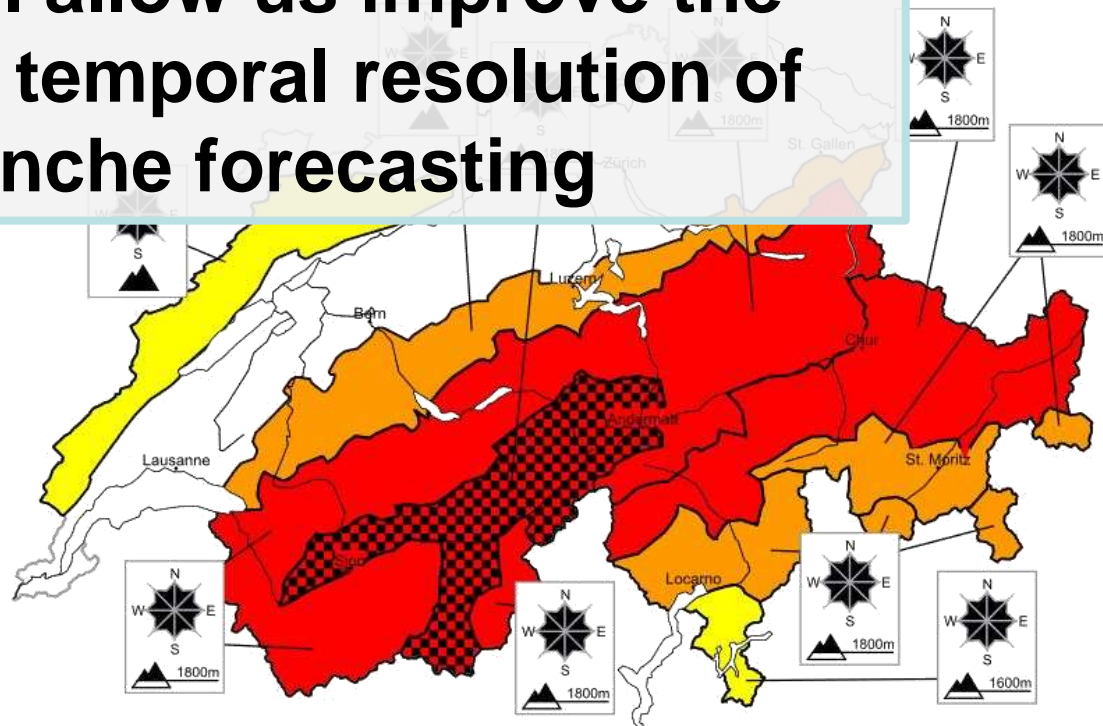 allow us improve the
temporal resolution of
nche forecasting
N
E
1800m
N
W E
S
1800m
St. Gallen
Zürich
1800m
S
Luzern
Bern
Chur
Andermatt
Lausanne
St. Moritz
Sion
Locarno
N
W E
S
1800m
N
W E
S
1800m
N
W E
S
1800m
N
W E
S
1600m